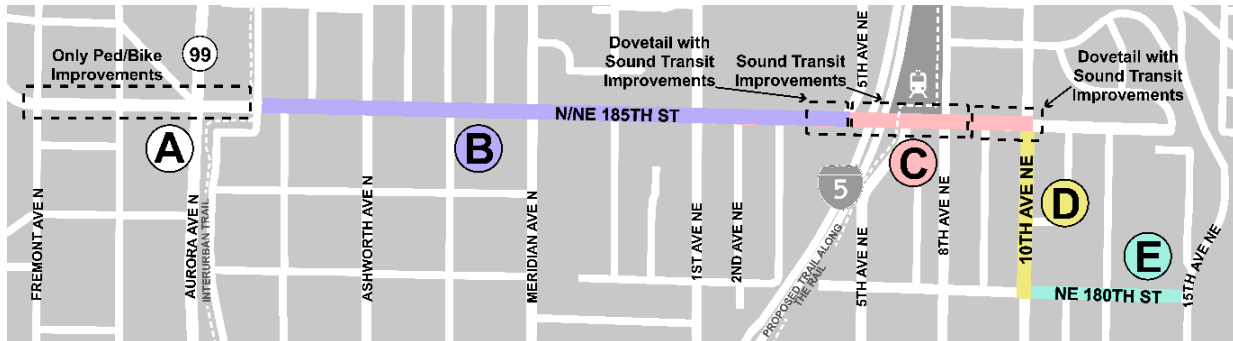 Only Ped/Bike
Improvements
99
Dovetail with
Sound Transit
Improvements
Sound Transit
Improvements
5TH AVE NE
Dovetail with
Sound Transit
Improvements
N/NE 185TH ST
A
B
C
D
E
5
FREMONT AVE N
AURORA AVE N
INTERURBAN TRAIL
ASHWORTH AVE N
MERIDIAN AVE N
1ST AVE NE
2ND AVE NE
PROPOSED TRAIL ALONG
THE RAIL
5TH AVE NE
8TH AVE NE
10TH AVE NE
NE 180TH ST
15TH AVE NE